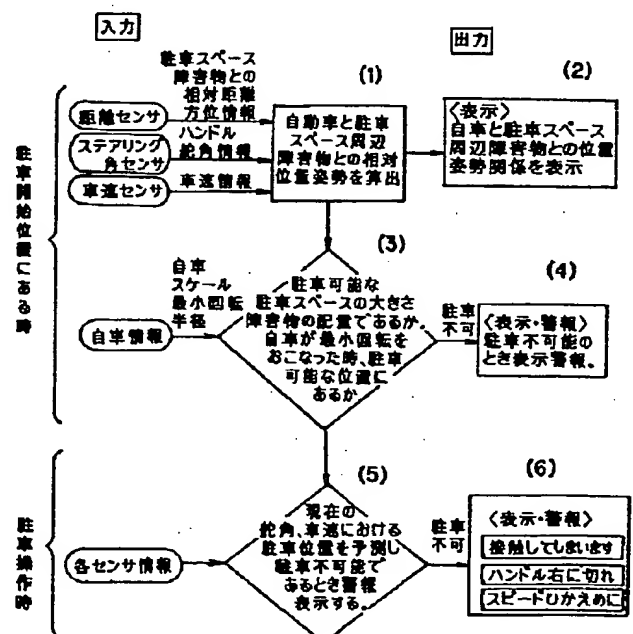 入力
出力
駐車スペース
障害物との
相対距離
方位情報
(1)
(2)
距離センサ
ハンドル
舵角情報
ステアリング
角センサ
車速情報
車速センサ
自動車と駐車
スペース周辺
障害物との相対
位置姿勢を算出
〈表示〉
自車と駐車スペース
周辺障害物との位置
姿勢関係を表示
駐車開始位置にある時
(3)
自車
スケール
最小回転
半径
自車情報
駐車可能な
駐車スペースの大きさ
障害物の配置であるか.
自車が最小回転を
おこなった時、駐車
可能な位置に
あるか
(4)
駐車
不可
〈表示・警報〉
駐車不可能の
とき表示警報。
駐車操作時
(5)
各センサ情報
現在の
舵角、車速における
駐車位置を予測し
駐車不可能で
あるとき警報
表示する。
(6)
駐車
不可
〈表示・警報〉
接触してしまいます
ハンドル右に切れ
スピードひかえめに